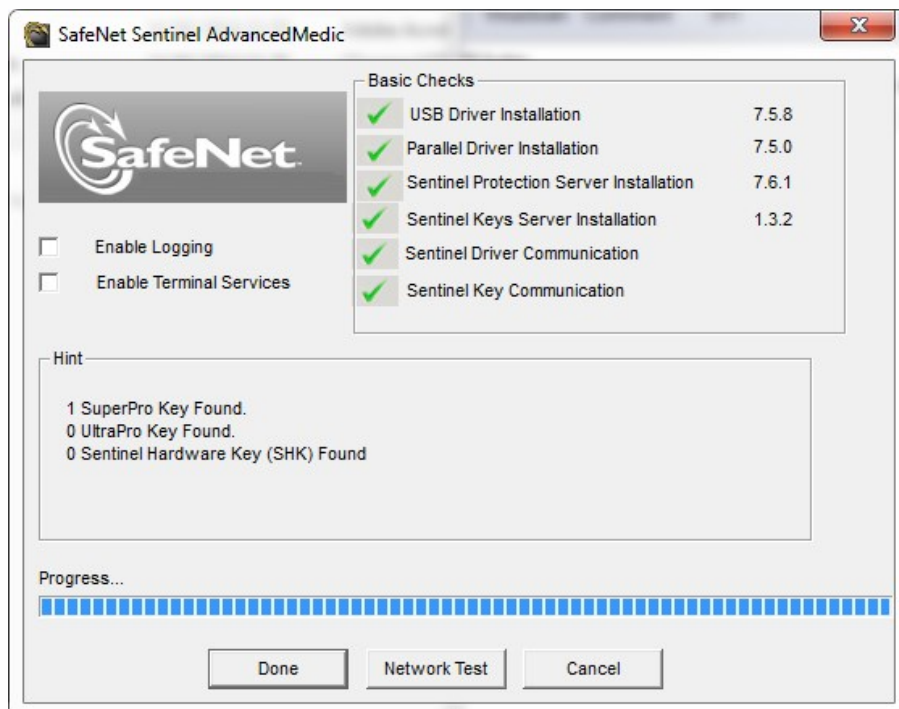 SafeNet Sentinel AdvancedMedic
SafeNet
Enable Logging
Enable Terminal Services
Basic Checks
USB Driver Installation 7.5.8
Parallel Driver Installation 7.5.0
Sentinel Protection Server Installation 7.6.1
Sentinel Keys Server Installation 1.3.2
Sentinel Driver Communication
Sentinel Key Communication
Hint
1 SuperPro Key Found.
0 UltraPro Key Found.
0 Sentinel Hardware Key (SHK) Found
Progress...
Done Network Test Cancel